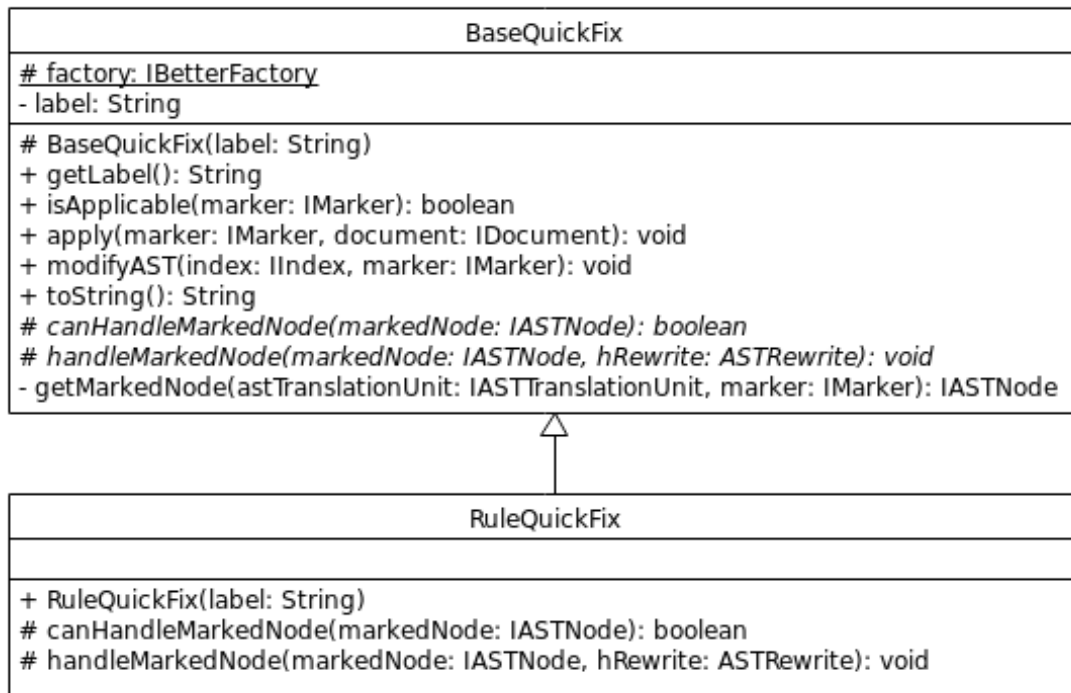 BaseQuickFix
# factory: IBetterFactory
- label: String
# BaseQuickFix(label: String)
+ getLabel(): String
+ isApplicable(marker: IMarker): boolean
+ apply(marker: IMarker, document: IDocument): void
+ modifyAST(index: IIndex, marker: IMarker): void
+ toString(): String
# canHandleMarkedNode(markedNode: IASTNode): boolean
# handleMarkedNode(markedNode: IASTNode, hRewrite: ASTRewrite): void
- getMarkedNode(astTranslationUnit: IASTTranslationUnit, marker: IMarker): IASTNode
RuleQuickFix
+ RuleQuickFix(label: String)
# canHandleMarkedNode(markedNode: IASTNode): boolean
# handleMarkedNode(markedNode: IASTNode, hRewrite: ASTRewrite): void